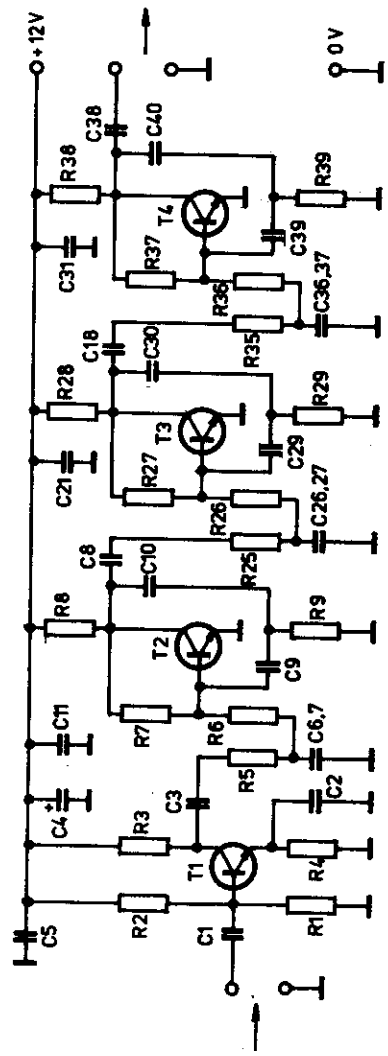 +12V
R8
R28
R38
C5
C4
+
C11
C21
C31
R2
R3
C3
R7
C8
C10
R27
C18
C30
R37
C38
C40
C1
T1
T2
T3
T4
R5
R6
C9
R25
R26
C29
R35
R36
C39
R1
R4
C2
C6,7
R9
C26,27
R29
C36,37
R39
0V